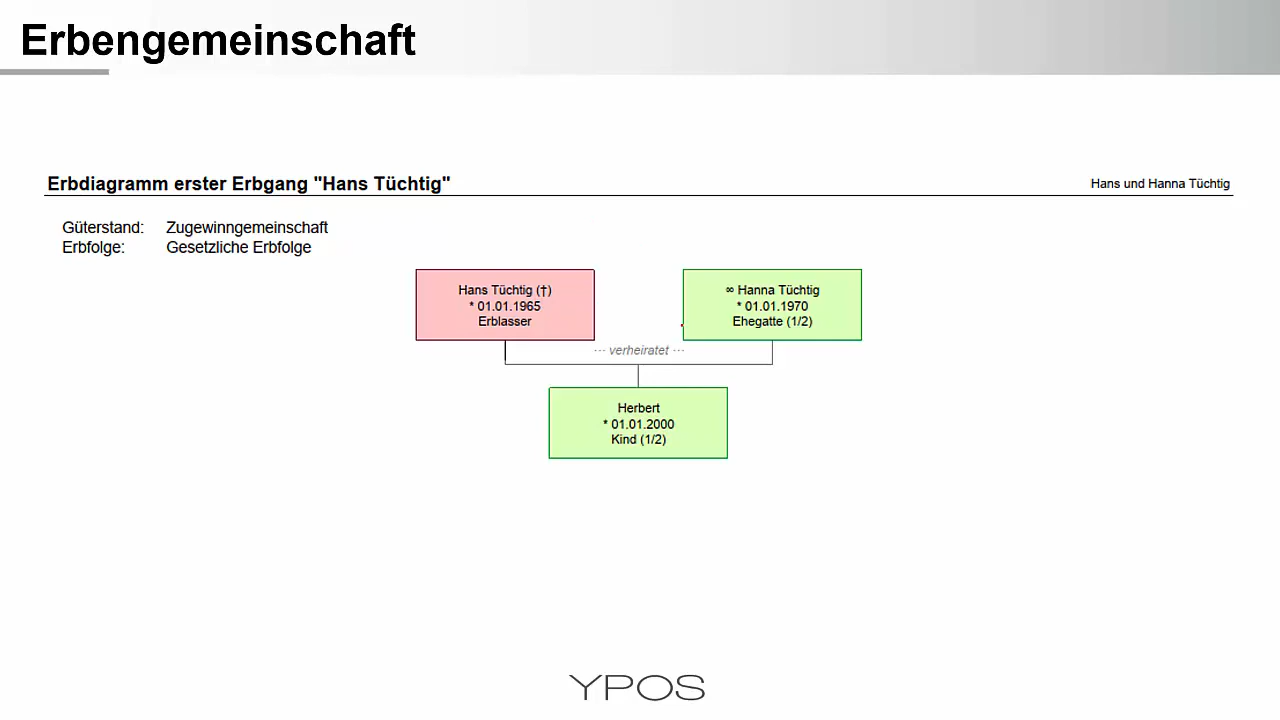 Erbengemeinschaft
Erbdiagramm erster Erbgang "Hans Tüchtig"
Hans und Hanna Tüchtig
Güterstand: Zugewinngemeinschaft
Erbfolge: Gesetzliche Erbfolge
Hans Tüchtig (†)
* 01.01.1965
Erblasser
∞ Hanna Tüchtig
* 01.01.1970
Ehegatte (1/2)
··· verheiratet ···
Herbert
* 01.01.2000
Kind (1/2)
YPOS